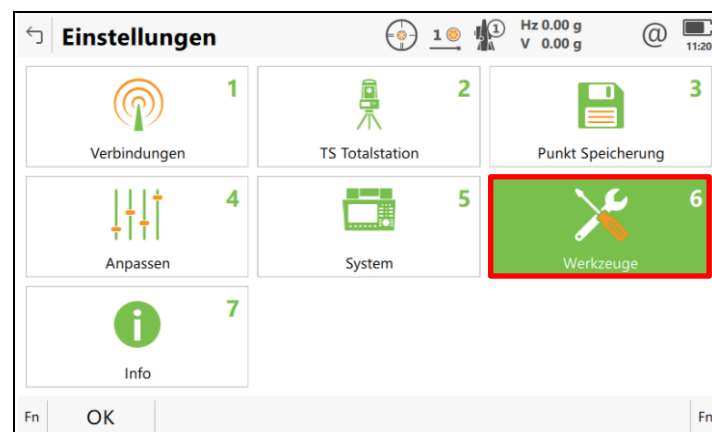 Einstellungen 1 1 Hz 0.00 g @
V 0.00 g 11:20
1 2 3
Verbindungen TS Totalstation Punkt Speicherung
4 5 6
Anpassen System Werkzeuge
7
Info
Fn OK Fn